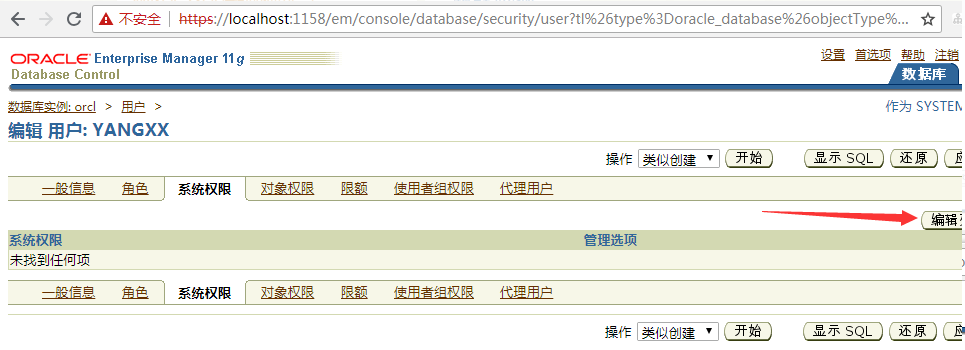 不安全 https://localhost:1158/em/console/database/security/user?tl%26type%3Doracle_database%26objectType%...
ORACLE Enterprise Manager 11g
Database Control
设置 首选项 帮助 注销
数据库
数据库实例: orcl > 用户 >
作为 SYSTEM
编辑 用户: YANGXX
操作 类似创建 开始 显示 SQL 还原
一般信息 角色 系统权限 对象权限 限额 使用者组权限 代理用户
编辑
系统权限 管理选项
未找到任何项
一般信息 角色 系统权限 对象权限 限额 使用者组权限 代理用户
操作 类似创建 开始 显示 SQL 还原